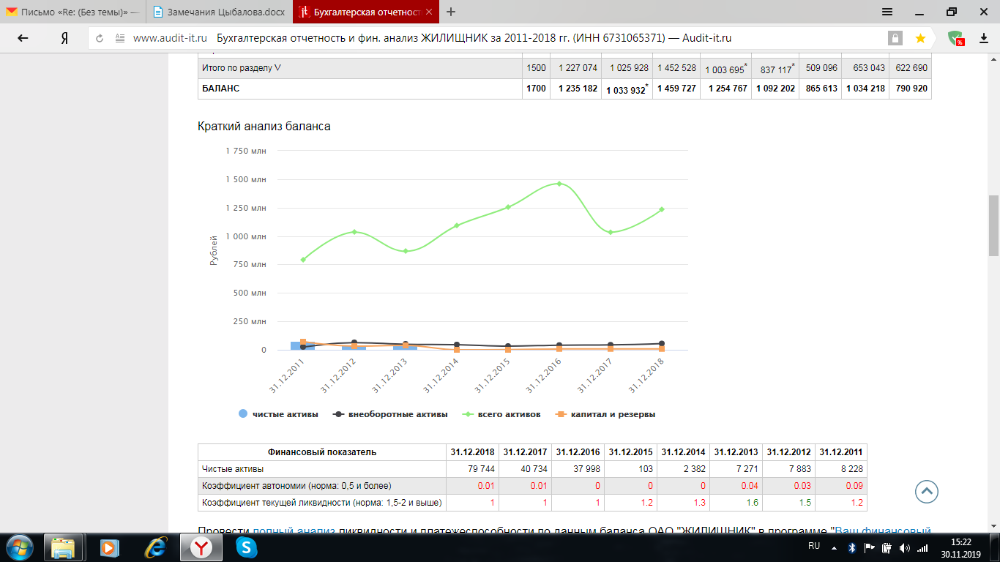 Письмо «Re: (Без темы)» —
Замечания Цыбалова.docx
Бухгалтерская отчетност
Я
www.audit-it.ru Бухгалтерская отчетность и фин. анализ ЖИЛИЩНИК за 2011-2018 гг. (ИНН 6731065371) — Audit-it.ru
Итого по разделу V 1500 1 227 074 1 025 928 1 452 528 1 003 695* 837 117* 509 096 653 043 622 690
БАЛАНС 1700 1 235 182 1 033 932* 1 459 727 1 254 767 1 092 202 865 613 1 034 218 790 920
Краткий анализ баланса
Рублей
1 750 млн
1 500 млн
1 250 млн
1 000 млн
750 млн
500 млн
250 млн
0
31.12.2011 31.12.2012 31.12.2013 31.12.2014 31.12.2015 31.12.2016 31.12.2017 31.12.2018
чистые активы внеоборотные активы всего активов капитал и резервы
Финансовый показатель 31.12.2018 31.12.2017 31.12.2016 31.12.2015 31.12.2014 31.12.2013 31.12.2012 31.12.2011
Чистые активы 79 744 40 734 37 998 103 2 382 7 271 7 883 8 228
Коэффициент автономии (норма: 0,5 и более) 0.01 0.01 0 0 0 0.04 0.03 0.09
Коэффициент текущей ликвидности (норма: 1,5-2 и выше) 1 1 1 1.2 1.3 1.6 1.5 1.2
Провести полный анализ ликвидности и платежеспособности по данным баланса ОАО "ЖИЛИЩНИК" в программе "Ваш финансовый
RU
15:22
30.11.2019